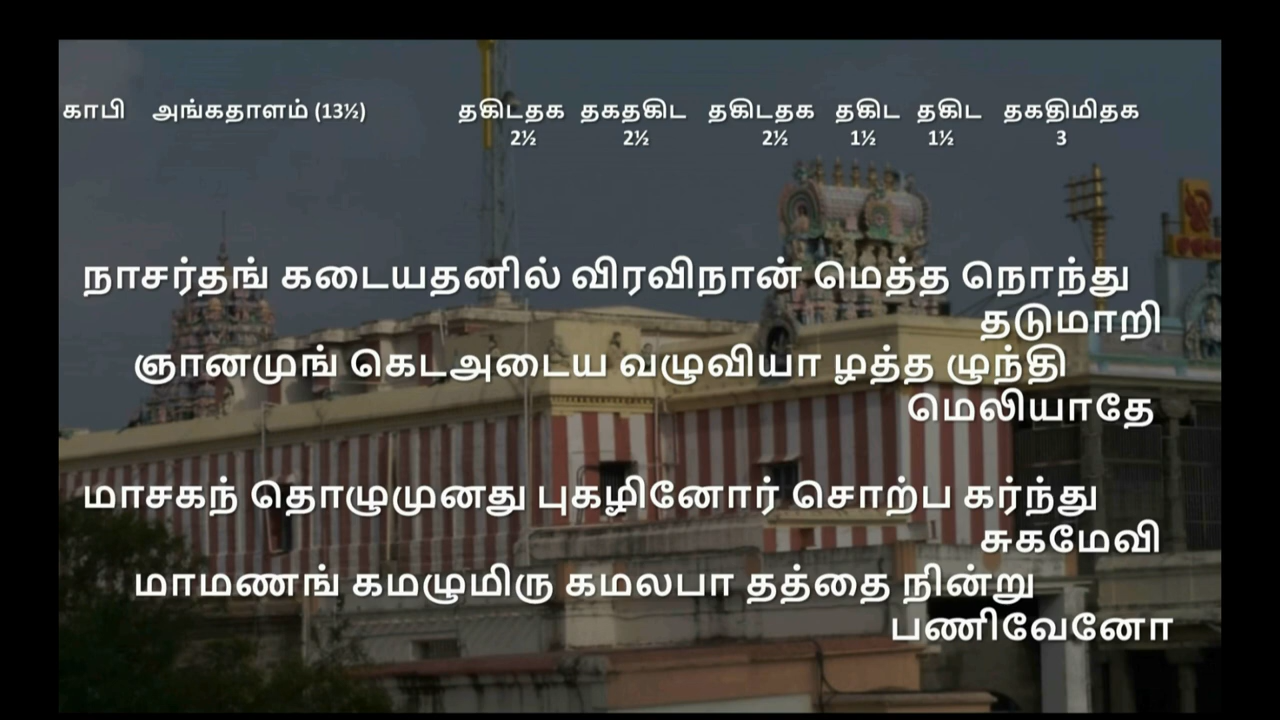 காபி அங்கதாளம் (13½) தகிடதக தகதகிட தகிடதக தகிட தகிட தகதிமிதக
2½ 2½ 2½ 1½ 1½ 3
நாசர்தங் கடையதனில் விரவிநான் மெத்த நொந்து
தடுமாறி
ஞானமுங் கெடஅடைய வழுவியா ழத்த ழுந்தி
மெலியாதே
மாசகந் தொழுமுனது புகழினோர் சொற்ப கர்ந்து
சுகமேவி
மாமணங் கமழுமிரு கமலபா தத்தை நின்று
பணிவேனோ